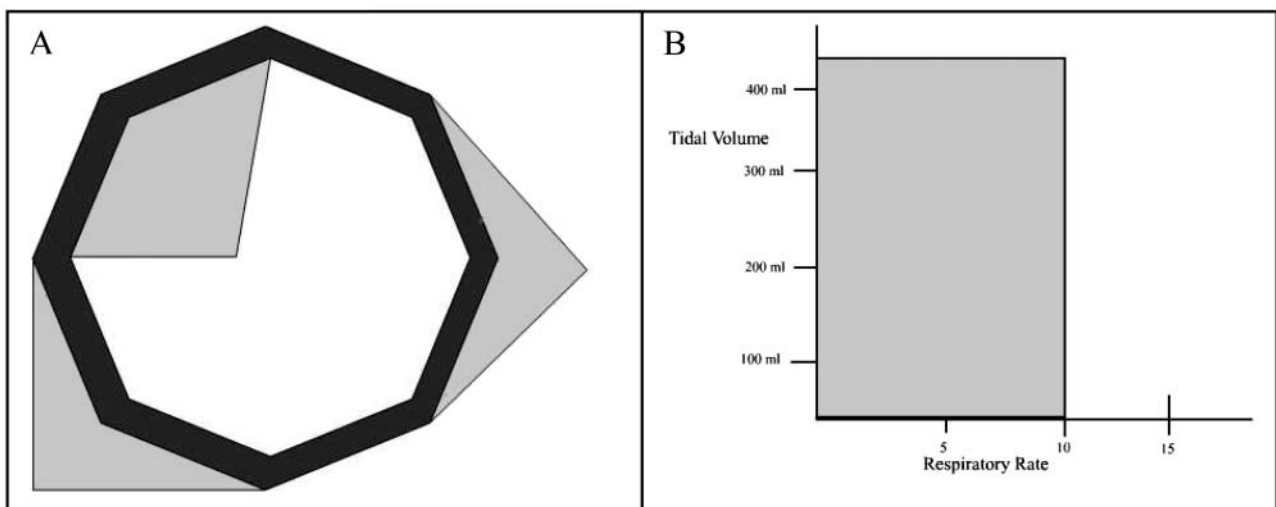 A
B
400 ml
Tidal Volume
300 ml
200 ml
100 ml
5
10
15
Respiratory Rate